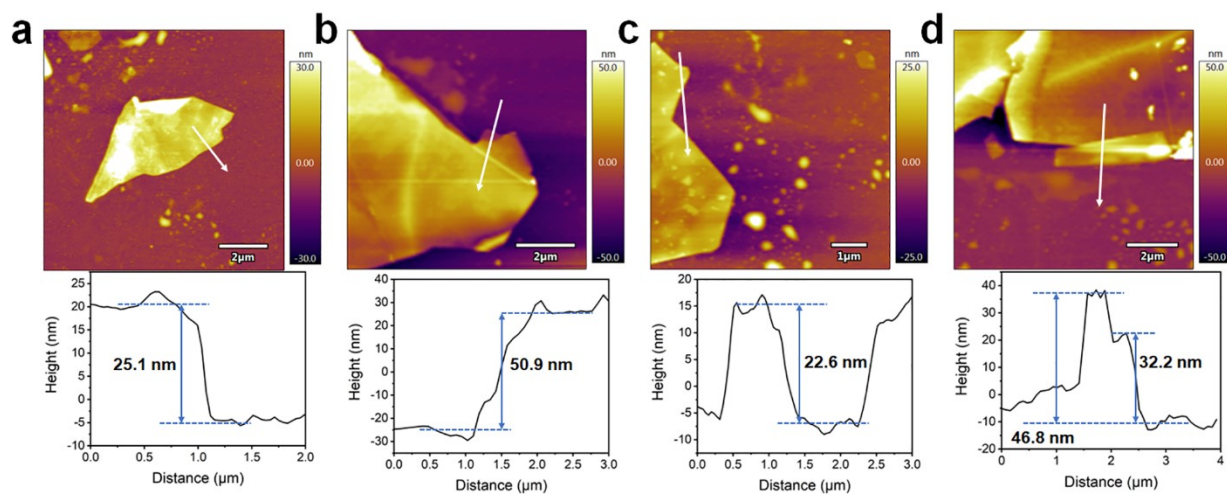 a
nm
30.0
0.00
-30.0
2μm
b
nm
50.0
0.00
-50.0
2μm
c
nm
25.0
0.00
-25.0
1μm
d
nm
50.0
0.00
-50.0
2μm
Height (nm)
25
20
15
10
5
0
-5
-10
25.1 nm
0.0 0.5 1.0 1.5 2.0
Distance (μm)
Height (nm)
40
30
20
10
0
-10
-20
-30
50.9 nm
0.0 0.5 1.0 1.5 2.0 2.5 3.0
Distance (μm)
Height (nm)
20
15
10
5
0
-5
-10
22.6 nm
0.0 0.5 1.0 1.5 2.0 2.5 3.0
Distance (μm)
Height (nm)
40
30
20
10
0
-10
-20
32.2 nm
46.8 nm
0 1 2 3 4
Distance (μm)